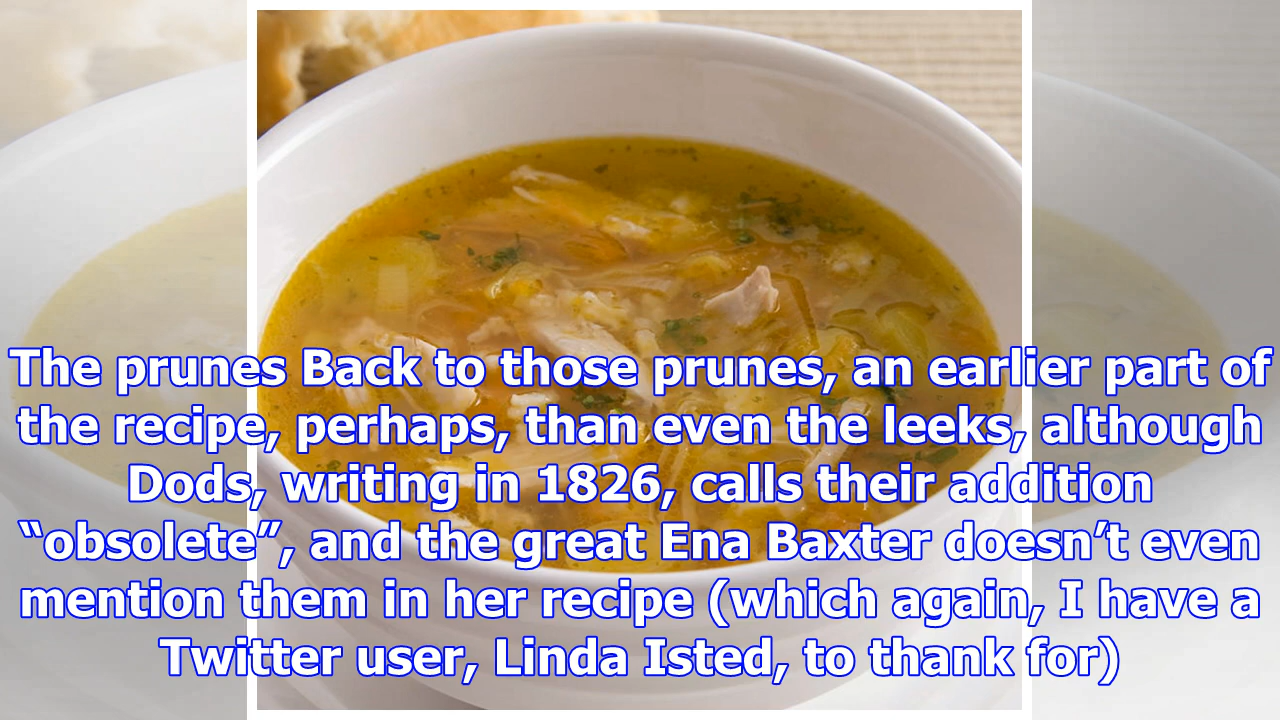 The prunes Back to those prunes, an earlier part of
the recipe, perhaps, than even the leeks, although
Dods, writing in 1826, calls their addition
“obsolete”, and the great Ena Baxter doesn’t even
mention them in her recipe (which again, I have a
Twitter user, Linda Isted, to thank for)